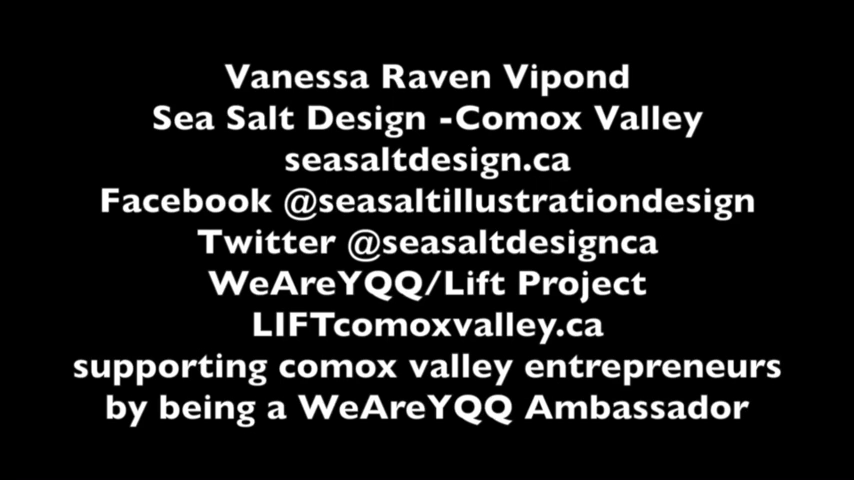 Vanessa Raven Vipond
Sea Salt Design -Comox Valley
seasaltdesign.ca
Facebook @seasaltillustrationdesign
Twitter @seasaltdesignca
WeAreYQQ/Lift Project
LIFTcomoxvalley.ca
supporting comox valley entrepreneurs
by being a WeAreYQQ Ambassador